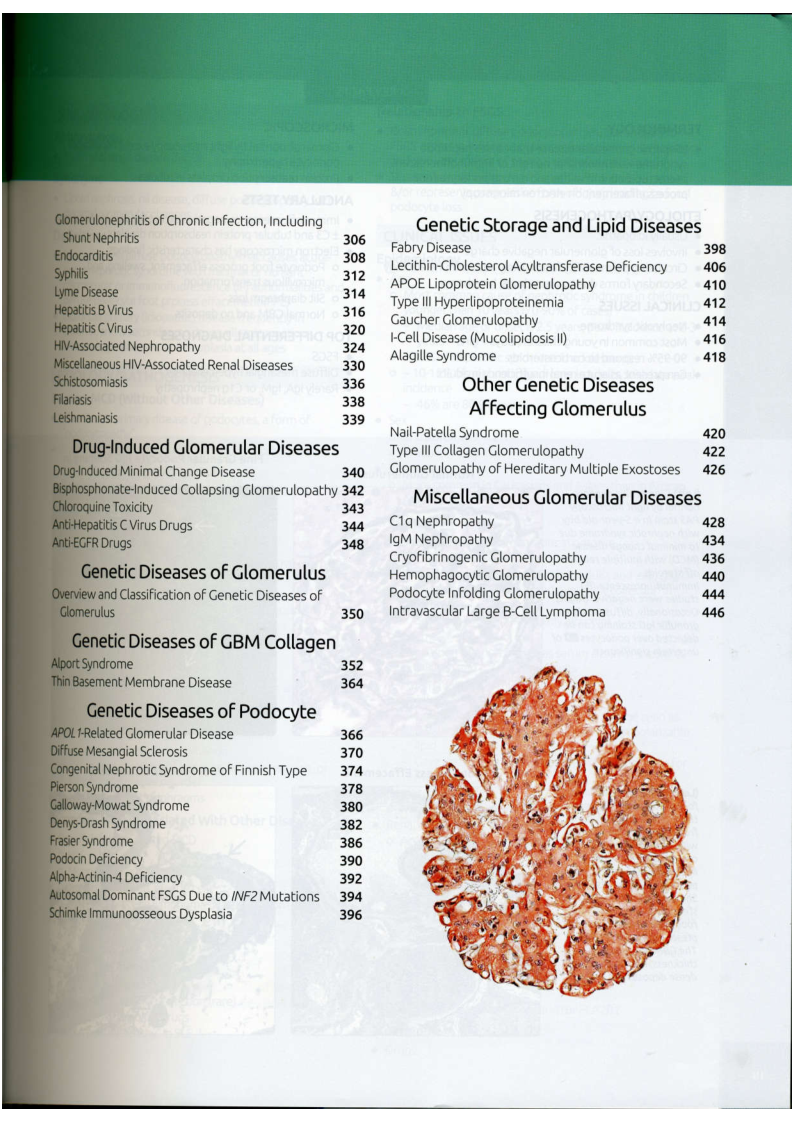 Glomerulonephritis of Chronic Infection, Including
Shunt Nephritis 306
Endocarditis 308
Syphilis 312
Lyme Disease 314
Hepatitis B Virus 316
Hepatitis C Virus 320
HIV-Associated Nephropathy 324
Miscellaneous HIV-Associated Renal Diseases 330
Schistosomiasis 336
Filariasis 338
Leishmaniasis 339
Drug-Induced Glomerular Diseases
Drug-Induced Minimal Change Disease 340
Bisphosphonate-Induced Collapsing Glomerulopathy 342
Chloroquine Toxicity 343
Anti-Hepatitis C Virus Drugs 344
Anti-EGFR Drugs 348
Genetic Diseases of Glomerulus
Overview and Classification of Genetic Diseases of
Glomerulus 350
Genetic Diseases of GBM Collagen
Alport Syndrome 352
Thin Basement Membrane Disease 364
Genetic Diseases of Podocyte
APOL1-Related Glomerular Disease 366
Diffuse Mesangial Sclerosis 370
Congenital Nephrotic Syndrome of Finnish Type 374
Pierson Syndrome 378
Galloway-Mowat Syndrome 380
Denys-Drash Syndrome 382
Frasier Syndrome 386
Podocin Deficiency 390
Alpha-Actinin-4 Deficiency 392
Autosomal Dominant FSGS Due to INF2 Mutations 394
Schimke Immunoosseous Dysplasia 396
Genetic Storage and Lipid Diseases
Fabry Disease 398
Lecithin-Cholesterol Acyltransferase Deficiency 406
APOE Lipoprotein Glomerulopathy 410
Type III Hyperlipoproteinemia 412
Gaucher Glomerulopathy 414
I-Cell Disease (Mucolipidosis II) 416
Alagille Syndrome 418
Other Genetic Diseases
Affecting Glomerulus
Nail-Patella Syndrome 420
Type III Collagen Glomerulopathy 422
Glomerulopathy of Hereditary Multiple Exostoses 426
Miscellaneous Glomerular Diseases
C1q Nephropathy 428
IgM Nephropathy 434
Cryofibrinogenic Glomerulopathy 436
Hemophagocytic Glomerulopathy 440
Podocyte Infolding Glomerulopathy 444
Intravascular Large B-Cell Lymphoma 446